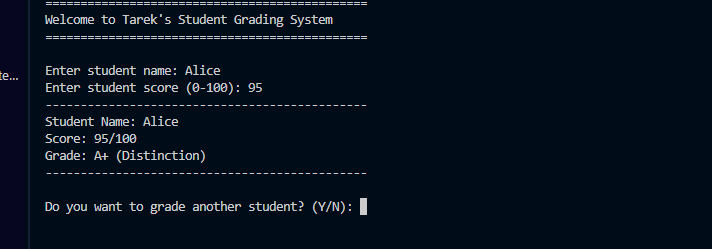 te...
==============================================
Welcome to Tarek's Student Grading System
==============================================
Enter student name: Alice
Enter student score (0-100): 95
----------------------------------------------
Student Name: Alice
Score: 95/100
Grade: A+ (Distinction)
----------------------------------------------
Do you want to grade another student? (Y/N):